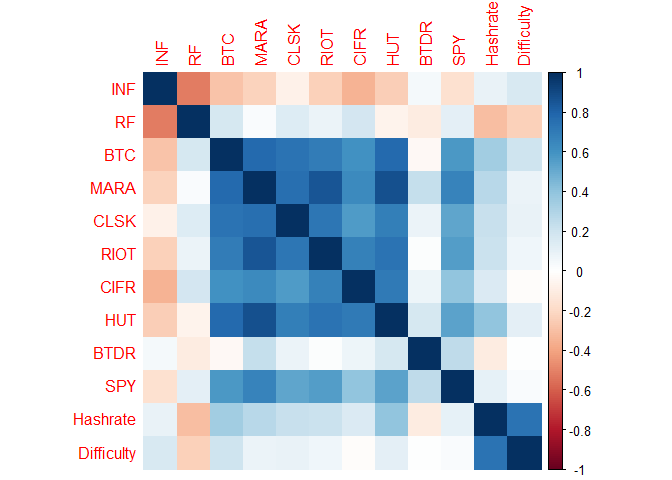 INF RF BTC MARA CLSK RIOT CIFR HUT BTDR SPY Hashrate Difficulty
INF
RF
BTC
MARA
CLSK
RIOT
CIFR
HUT
BTDR
SPY
Hashrate
Difficulty
1
0.8
0.6
0.4
0.2
0
-0.2
-0.4
-0.6
-0.8
-1